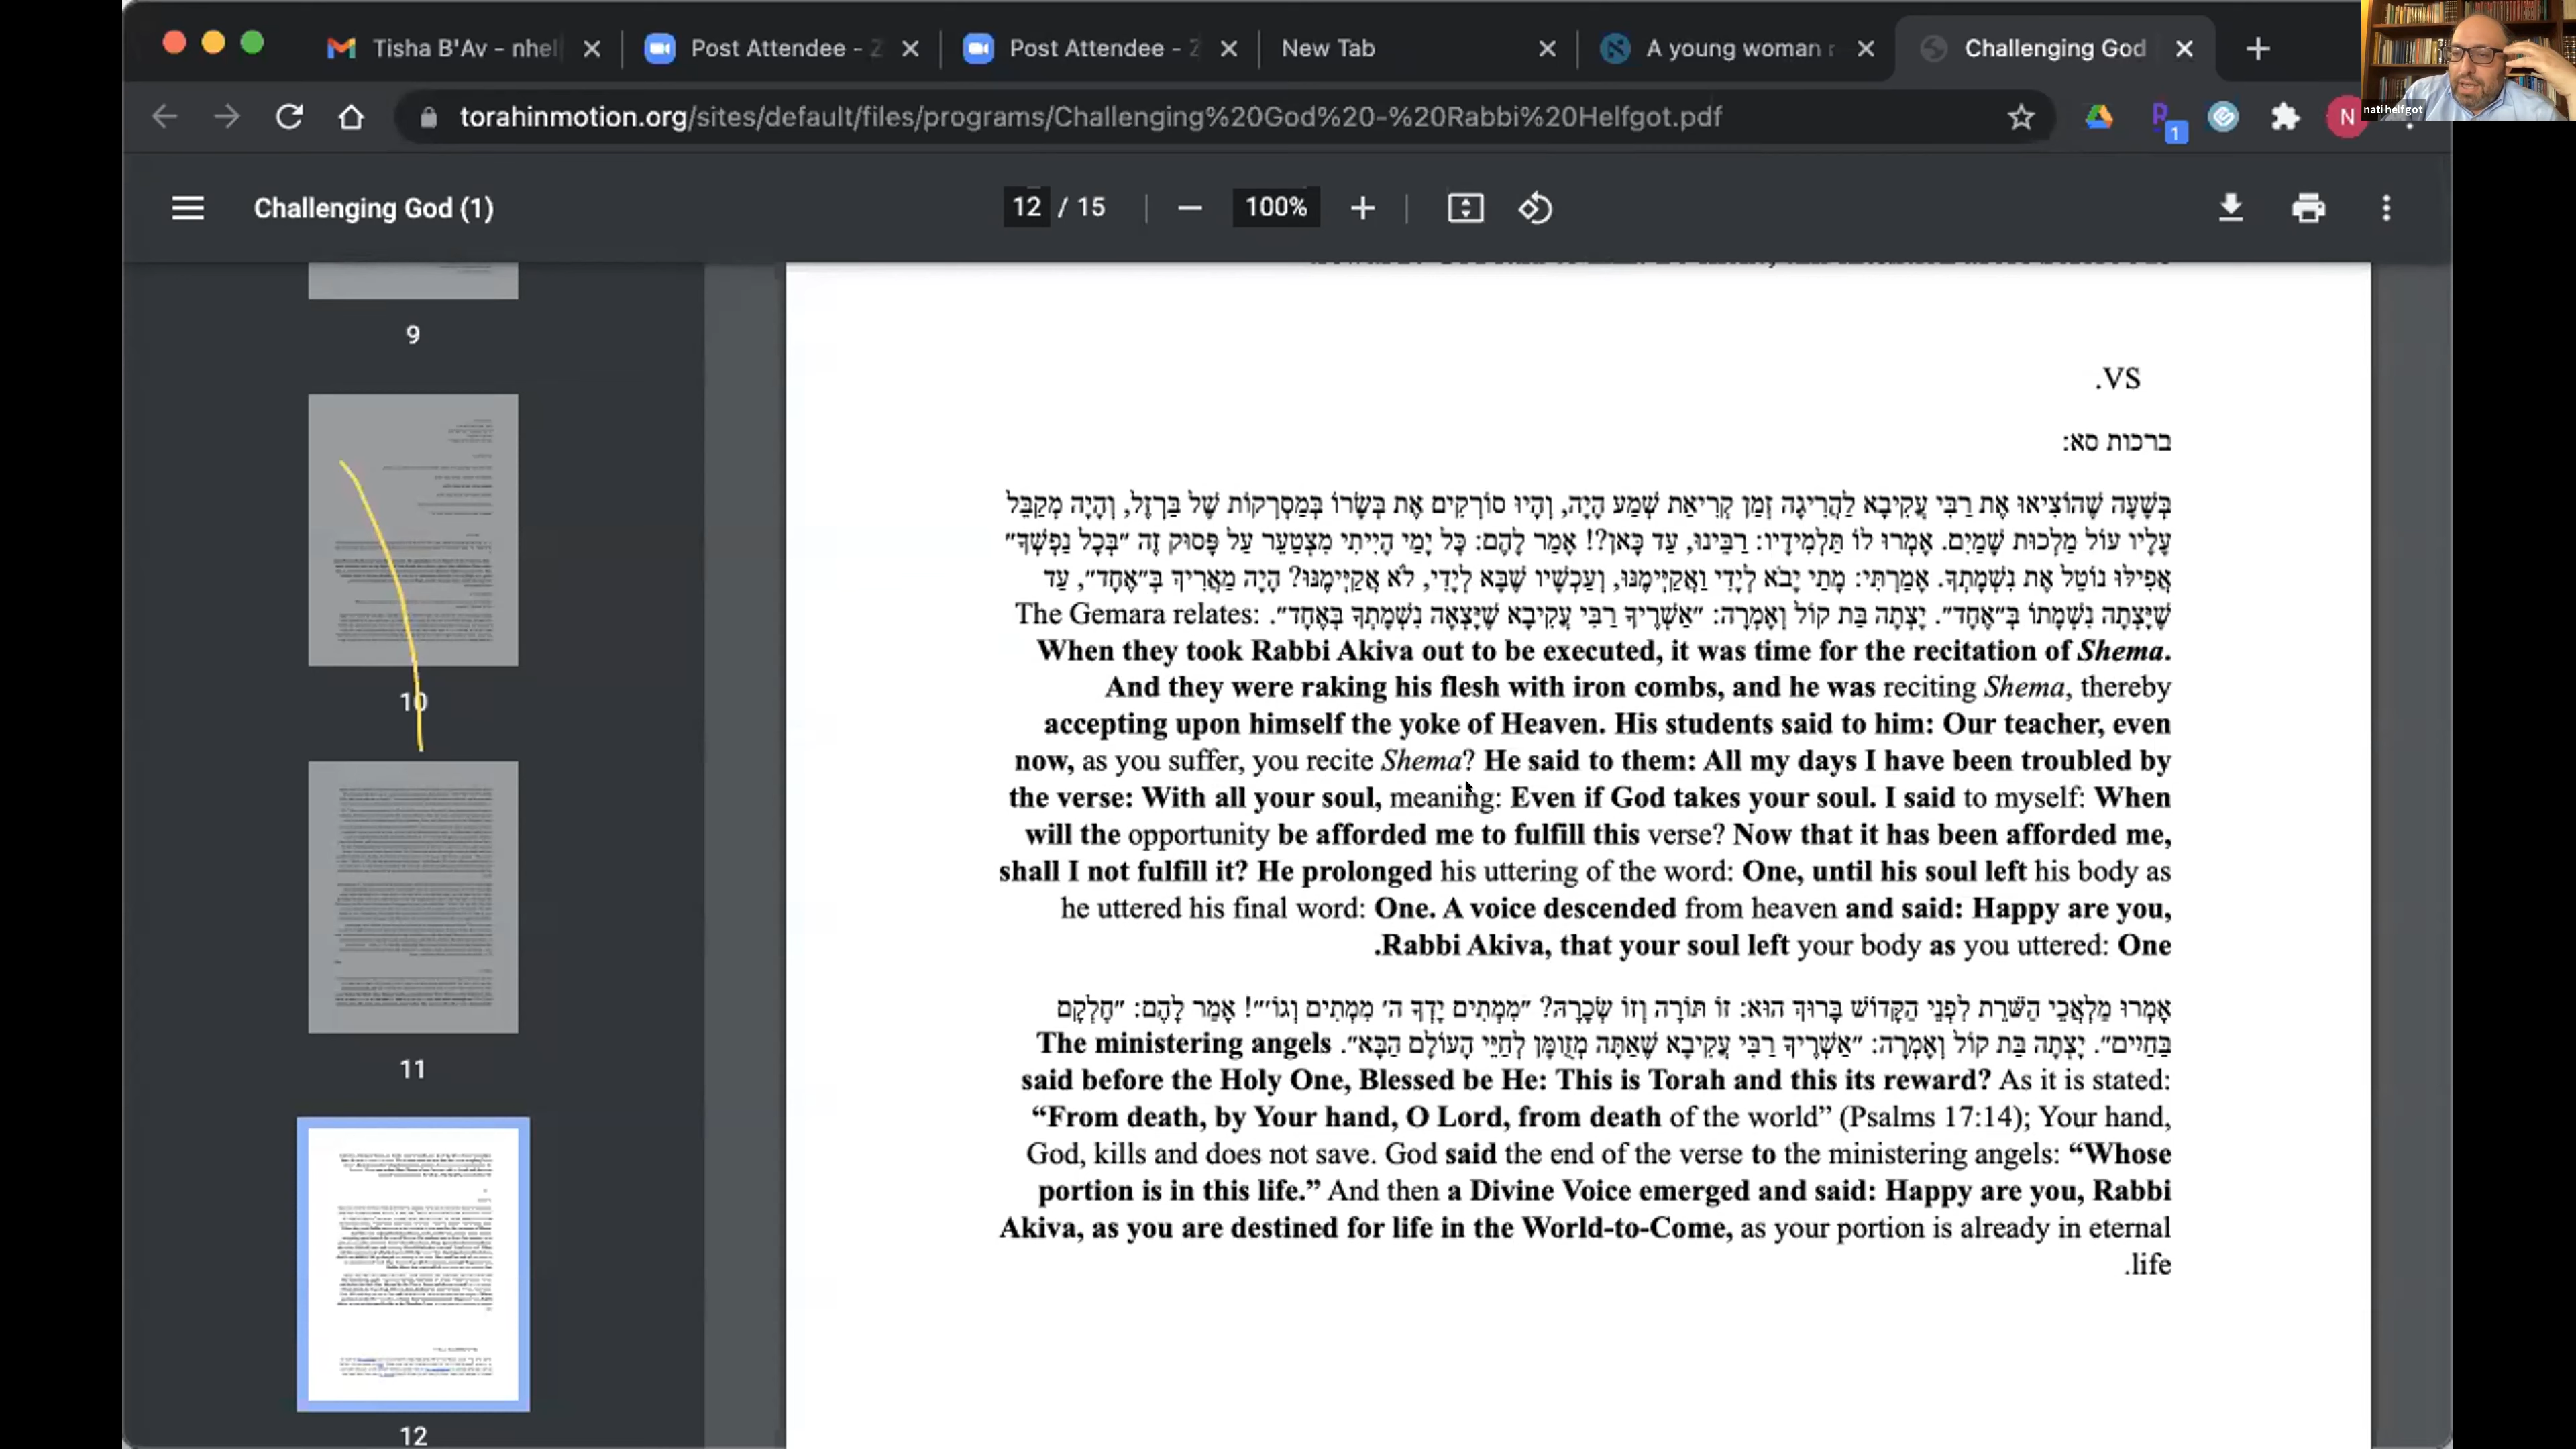 Tisha B'Av - nhel
Post Attendee - Z
Post Attendee - Z
New Tab
A young woman r
Challenging God
nati helfgot
torahinmotion.org/sites/default/files/programs/Challenging%20God%20-%20Rabbi%20Helfgot.pdf
1
N
Challenging God (1)
12 / 15
100%
9
10
11
12
.VS
ברכות סא:
בְּשָׁעָה שֶׁהוֹצִיאוּ אֶת רַבִּי עֲקִיבָא לַהֲרִיגָה זְמַן קְרִיאַת שְׁמַע הָיָה, וְהָיוּ סוֹרְקִים אֶת בְּשָׂרוֹ בְּמַסְרְקוֹת שֶׁל בַּרְזֶל, וְהָיָה מְקַבֵּל
עָלָיו עוֹל מַלְכוּת שָׁמַיִם. אָמְרוּ לוֹ תַּלְמִידָיו: רַבֵּינוּ, עַד כָּאן?! אָמַר לָהֶם: כׇּל יָמַי הָיִיתִי מִצְטַעֵר עַל פָּסוּק זֶה ״בְּכָל נַפְשְׁךָ״
אֲפִילּוּ נוֹטֵל אֶת נִשְׁמָתְךָ. אָמַרְתִּי: מָתַי יָבֹא לְיָדִי וַאֲקַיְּימֶנּוּ, וְעַכְשָׁיו שֶׁבָּא לְיָדִי, לֹא אֲקַיְּימֶנּוּ? הָיָה מַאֲרִיךְ בְּ״אֶחָד״, עַד
שֶׁיָּצְתָה נִשְׁמָתוֹ בְּ״אֶחָד״. יָצְתָה בַּת קוֹל וְאָמְרָה: ״אַשְׁרֶיךָ רַבִּי עֲקִיבָא שֶׁיָּצְאָה נִשְׁמָתְךָ בְּאֶחָד״. The Gemara relates:
When they took Rabbi Akiva out to be executed, it was time for the recitation of Shema.
And they were raking his flesh with iron combs, and he was reciting Shema, thereby
accepting upon himself the yoke of Heaven. His students said to him: Our teacher, even
now, as you suffer, you recite Shema? He said to them: All my days I have been troubled by
the verse: With all your soul, meaning: Even if God takes your soul. I said to myself: When
will the opportunity be afforded me to fulfill this verse? Now that it has been afforded me,
shall I not fulfill it? He prolonged his uttering of the word: One, until his soul left his body as
he uttered his final word: One. A voice descended from heaven and said: Happy are you,
.Rabbi Akiva, that your soul left your body as you uttered: One
אָמְרוּ מַלְאֲכֵי הַשָּׁרֵת לִפְנֵי הַקָּדוֹשׁ בָּרוּךְ הוּא: זוֹ תּוֹרָה וְזוֹ שְׂכָרָהּ? ״מִמְתִים יָדְךָ ה׳ מִמְתִים וְגוֹ׳״! אָמַר לָהֶם: ״חֶלְקָם
בַּחַיִּים״. יָצְתָה בַּת קוֹל וְאָמְרָה: ״אַשְׁרֶיךָ רַבִּי עֲקִיבָא שֶׁאַתָּה מְזֻומָּן לְחַיֵּי הָעוֹלָם הַבָּא״. The ministering angels
said before the Holy One, Blessed be He: This is Torah and this its reward? As it is stated:
“From death, by Your hand, O Lord, from death of the world” (Psalms 17:14); Your hand,
God, kills and does not save. God said the end of the verse to the ministering angels: “Whose
portion is in this life.” And then a Divine Voice emerged and said: Happy are you, Rabbi
Akiva, as you are destined for life in the World-to-Come, as your portion is already in eternal
.life